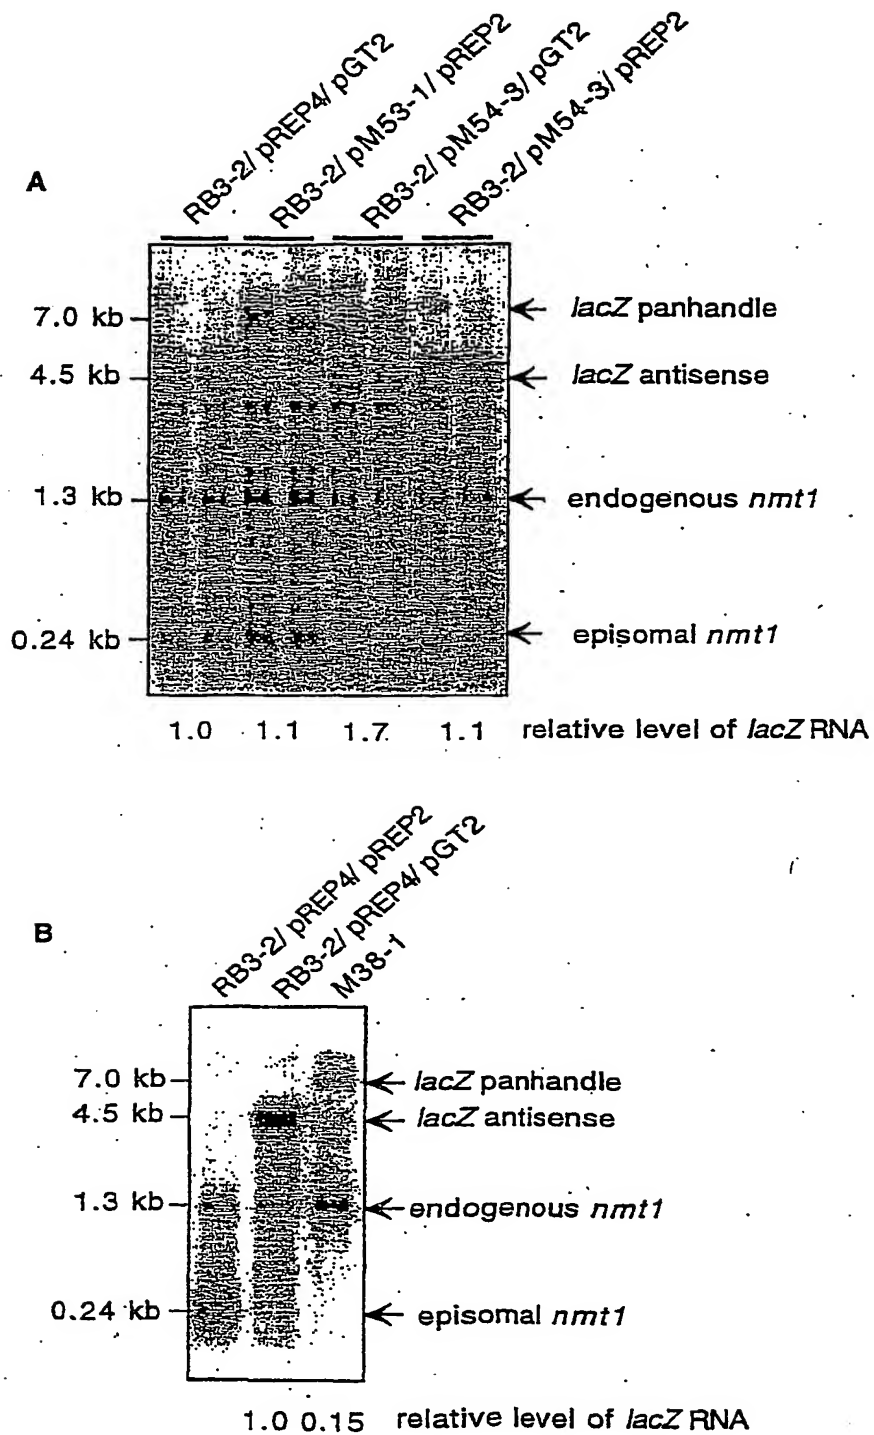 A
RB3-2/ pREP4/ pGT2
RB3-2/ pM53-1/ pREP2
RB3-2/ pM54-3/ pGT2
RB3-2/ pM54-3/ pREP2
7.0 kb
lacZ panhandle
4.5 kb
lacZ antisense
1.3 kb
endogenous nmt1
0.24 kb
episomal nmt1
1.0 1.1 1.7 1.1 relative level of lacZ RNA
B
RB3-2/ pREP4/ pREP2
RB3-2/ pREP4/ pGT2
M38-1
7.0 kb
lacZ panhandle
4.5 kb
lacZ antisense
1.3 kb
endogenous nmt1
0.24 kb
episomal nmt1
1.0 0.15 relative level of lacZ RNA